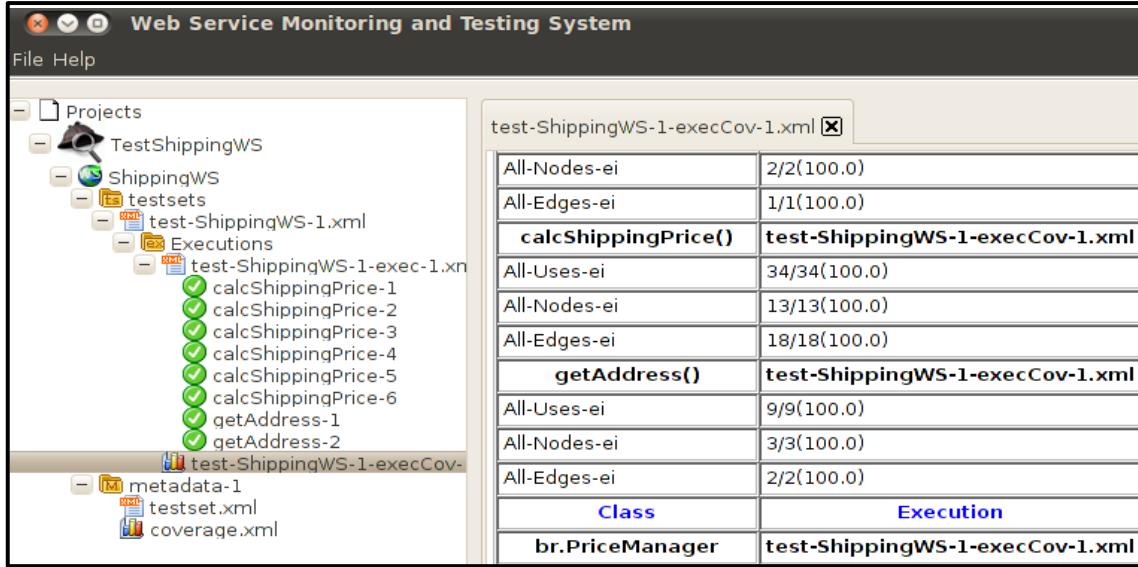 Web Service Monitoring and Testing System
File Help
Projects
TestShippingWS
ShippingWS
ts testsets
XML test-ShippingWS-1.xml
ex Executions
XML test-ShippingWS-1-exec-1.xm
calcShippingPrice-1
calcShippingPrice-2
calcShippingPrice-3
calcShippingPrice-4
calcShippingPrice-5
calcShippingPrice-6
getAddress-1
getAddress-2
test-ShippingWS-1-execCov-
M metadata-1
XML testset.xml
coverage.xml
test-ShippingWS-1-execCov-1.xml
All-Nodes-ei 2/2(100.0)
All-Edges-ei 1/1(100.0)
calcShippingPrice() test-ShippingWS-1-execCov-1.xml
All-Uses-ei 34/34(100.0)
All-Nodes-ei 13/13(100.0)
All-Edges-ei 18/18(100.0)
getAddress() test-ShippingWS-1-execCov-1.xml
All-Uses-ei 9/9(100.0)
All-Nodes-ei 3/3(100.0)
All-Edges-ei 2/2(100.0)
Class Execution
br.PriceManager test-ShippingWS-1-execCov-1.xml